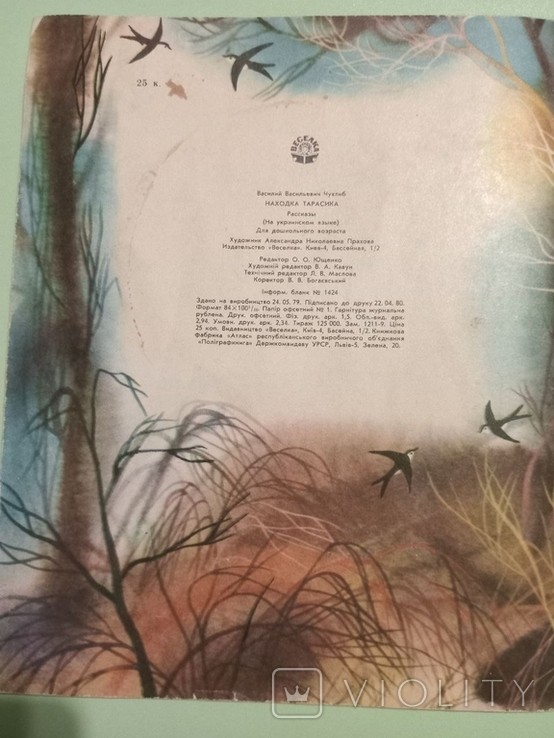 25 к.
ВЕСЕЛКА
Василий Васильевич Чухлиб
НАХОДКА ТАРАСИКА
Рассказы
(На украинском языке)
Для дошкольного возраста
Художник Александра Николаевна Прахова
Издательство «Веселка». Киев-4, Бассейная, 1/2
Редактор О. О. Ющенко
Художній редактор В. А. Кавун
Технічний редактор Л. В. Маслова
Коректор В. В. Богаєвський
Інформ. бланк № 1424
Здано на виробництво 24. 05. 79. Підписано до друку 23. 04. 80.
Формат 84×100¹/₁₆. Папір офсетний № 1. Гарнітура журнальна
рублена. Друк. офсетний. Фіз. друк. арк. 1,5. Обл.-вид. арк.
2,94. Умовн. друк. арк. 2,34. Тираж 125 000. Зам. 1211-9. Ціна
25 коп. Видавництво «Веселка», Київ-4, Басейна, 1/2. Книжкова
фабрика «Атлас» республіканського виробничого об'єднання
«Поліграфкнига» Держкомвидаву УРСР, Львів-5, Зелена, 20.
VIOLITY